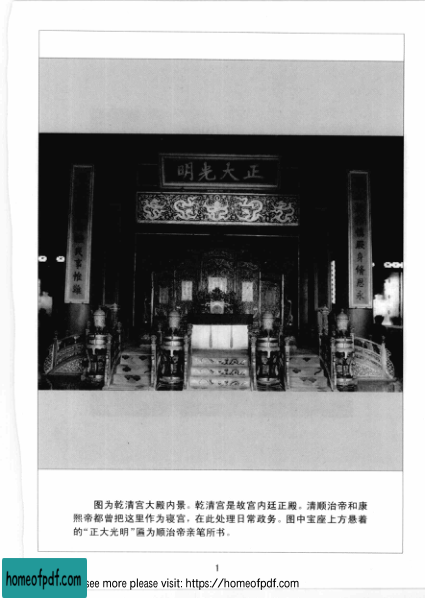 正大光明
图为乾清宫大殿内景。乾清宫是故宫内廷正殿，清顺治帝和康
熙帝都曾把这里作为寝宫，在此处理日常政务。图中宝座上方悬着
的“正大光明”匾为顺治帝亲笔所书。
1
homeofpdf.com
see more please visit: https://homeofpdf.com